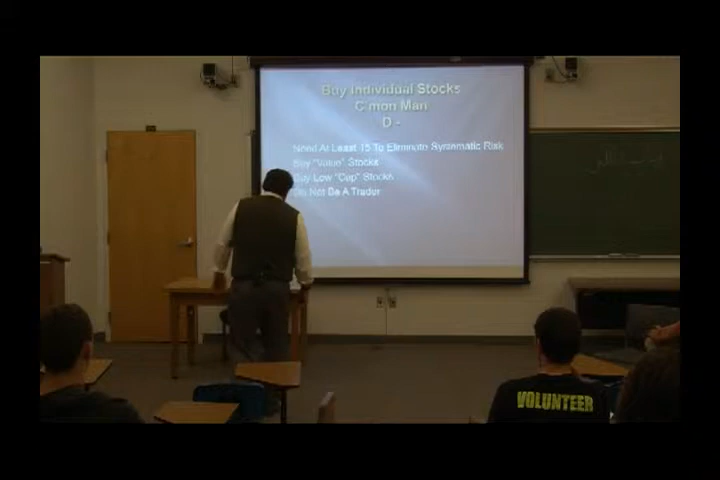 Buy Individual Stocks
C'mon Man
D -
Need At Least 15 To Eliminate Systematic Risk
Buy "Value" Stocks
Buy Low "Cap" Stocks
Do Not Be A Trader
VOLUNTEER